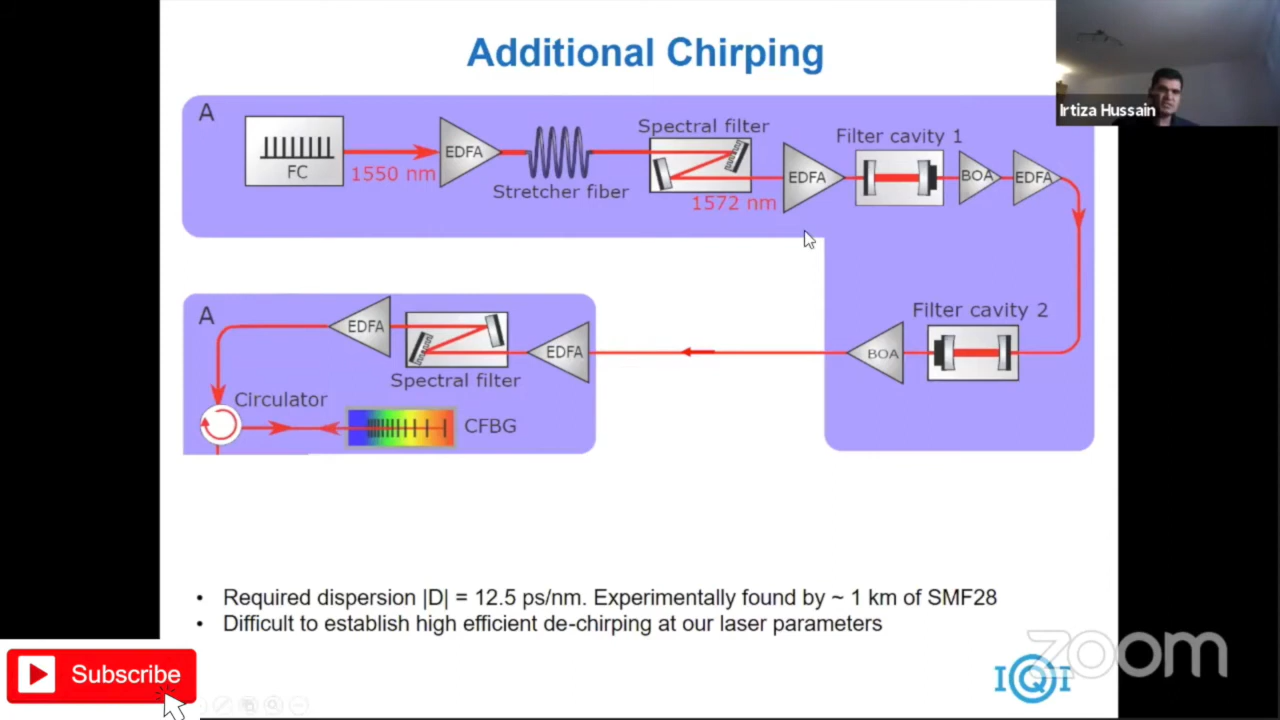 Additional Chirping
Irtiza Hussain
A
FC
1550 nm
EDFA
Stretcher fiber
Spectral filter
1572 nm
EDFA
Filter cavity 1
BOA
EDFA
Filter cavity 2
BOA
A
EDFA
Spectral filter
EDFA
Circulator
CFBG
• Required dispersion |D| = 12.5 ps/nm. Experimentally found by ~ 1 km of SMF28
• Difficult to establish high efficient de-chirping at our laser parameters
Subscribe
zoom
IQI